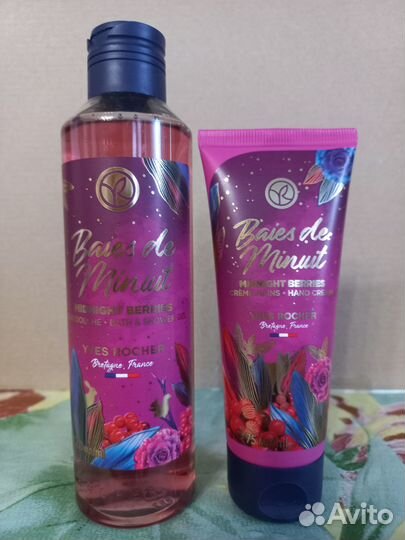 Baies de
Minuit
MIDNIGHT BERRIES
DOUCHE • BATH & SHOWER GEL
YVES ROCHER
Bretagne, France
Baies de
Minuit
MIDNIGHT BERRIES
CRÈME MAINS • HAND CREAM
YVES ROCHER
Bretagne, France
Avito